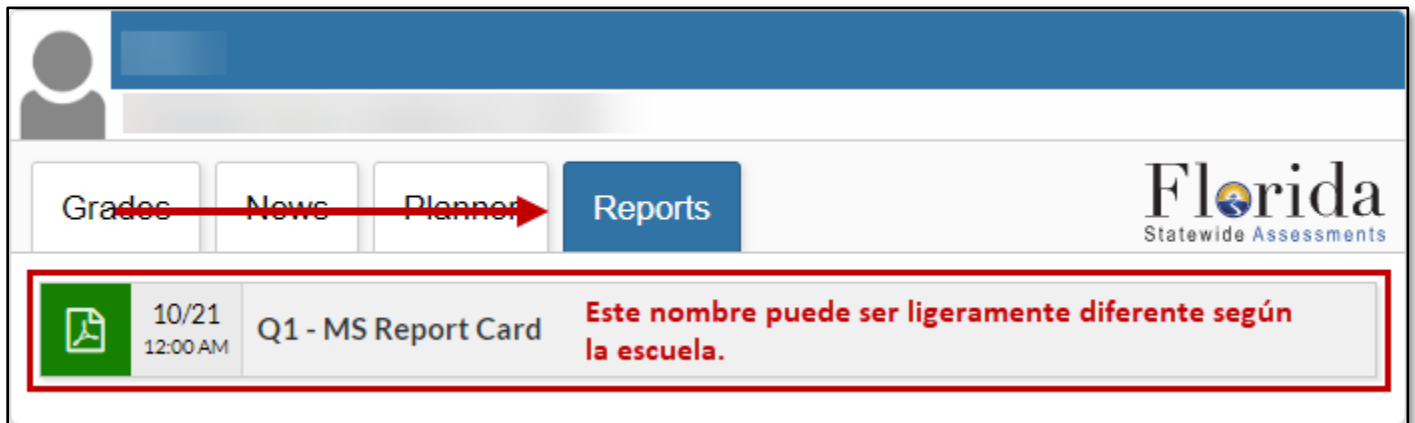 Grades News Planner Reports
Florida
Statewide Assessments
10/21
12:00 AM
Q1 - MS Report Card
Este nombre puede ser ligeramente diferente según
la escuela.